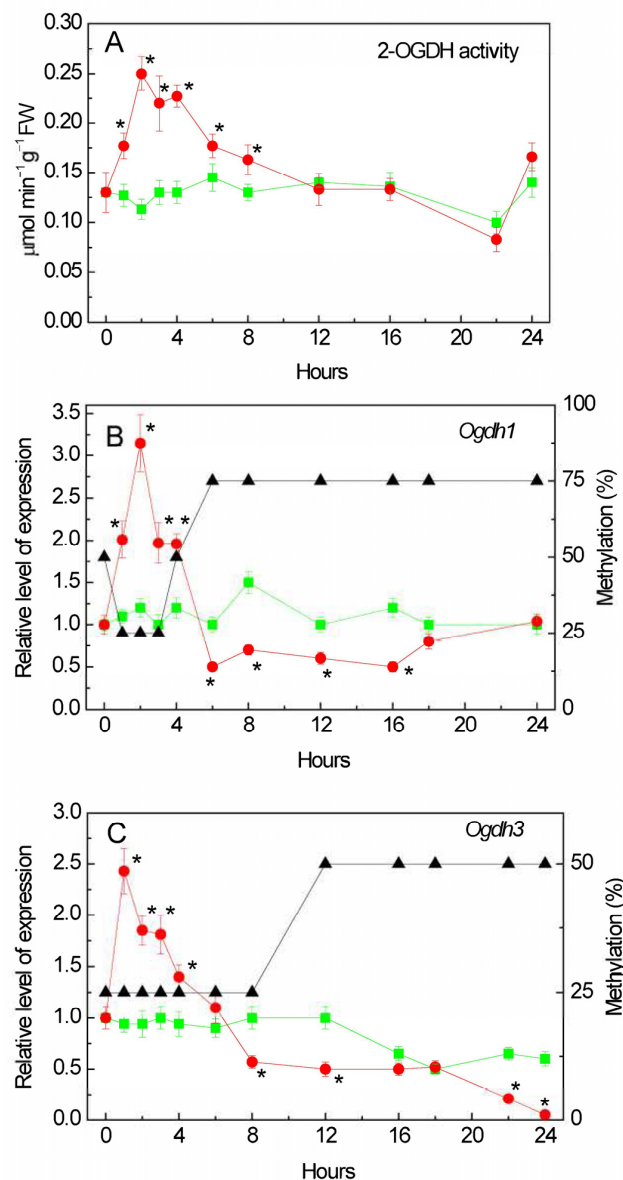 A
2-OGDH activity
0.30
0.25
0.20
0.15
0.10
0.05
0.00
µmol min⁻¹ g⁻¹ FW
* * * * * *
0 4 8 12 16 20 24
Hours
B
Ogdh1
3.5
3.0
2.5
2.0
1.5
1.0
0.5
0.0
Relative level of expression
100
75
50
25
0
Methylation (%)
* * * * * * * *
0 4 8 12 16 20 24
Hours
C
Ogdh3
3.0
2.5
2.0
1.5
1.0
0.5
0.0
Relative level of expression
50
25
0
Methylation (%)
* * * * * * * *
0 4 8 12 16 20 24
Hours